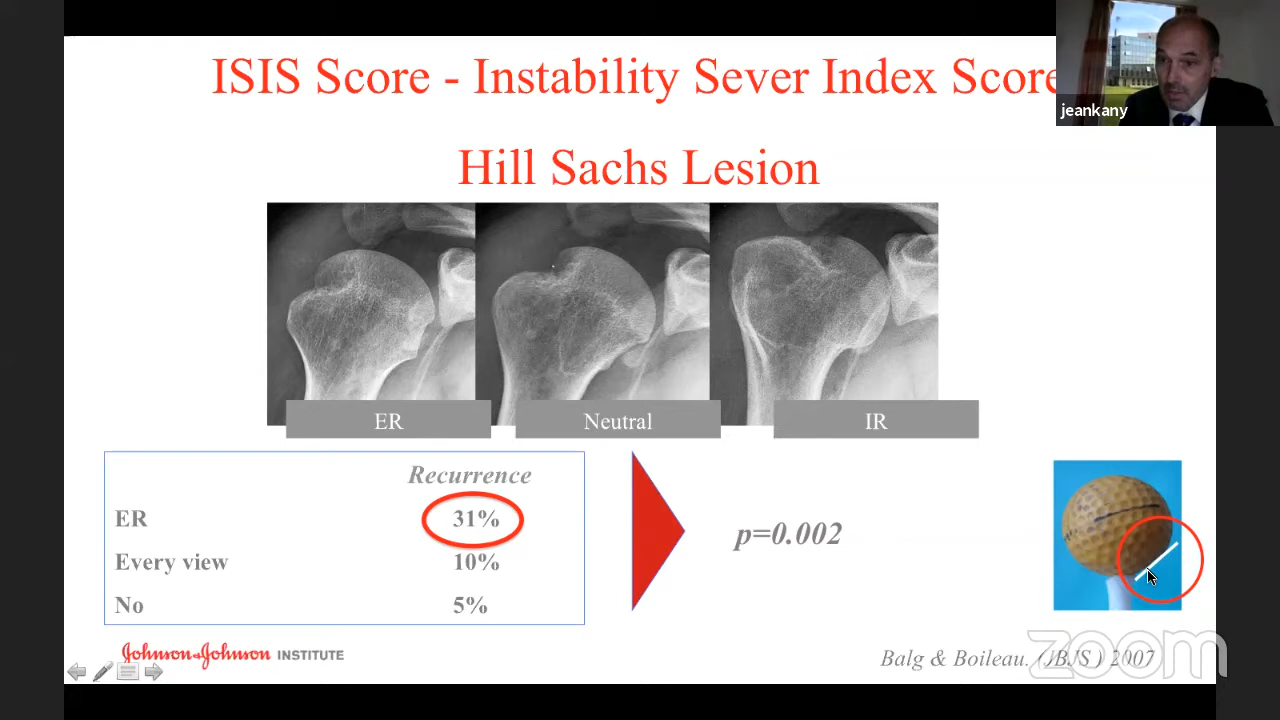 ISIS Score - Instability Sever Index Score
jeankany
Hill Sachs Lesion
ER
Neutral
IR
Recurrence
ER 31%
Every view 10%
No 5%
p=0.002
Johnson & Johnson INSTITUTE
Balg & Boileau. (JBJS ) 2007
zoom